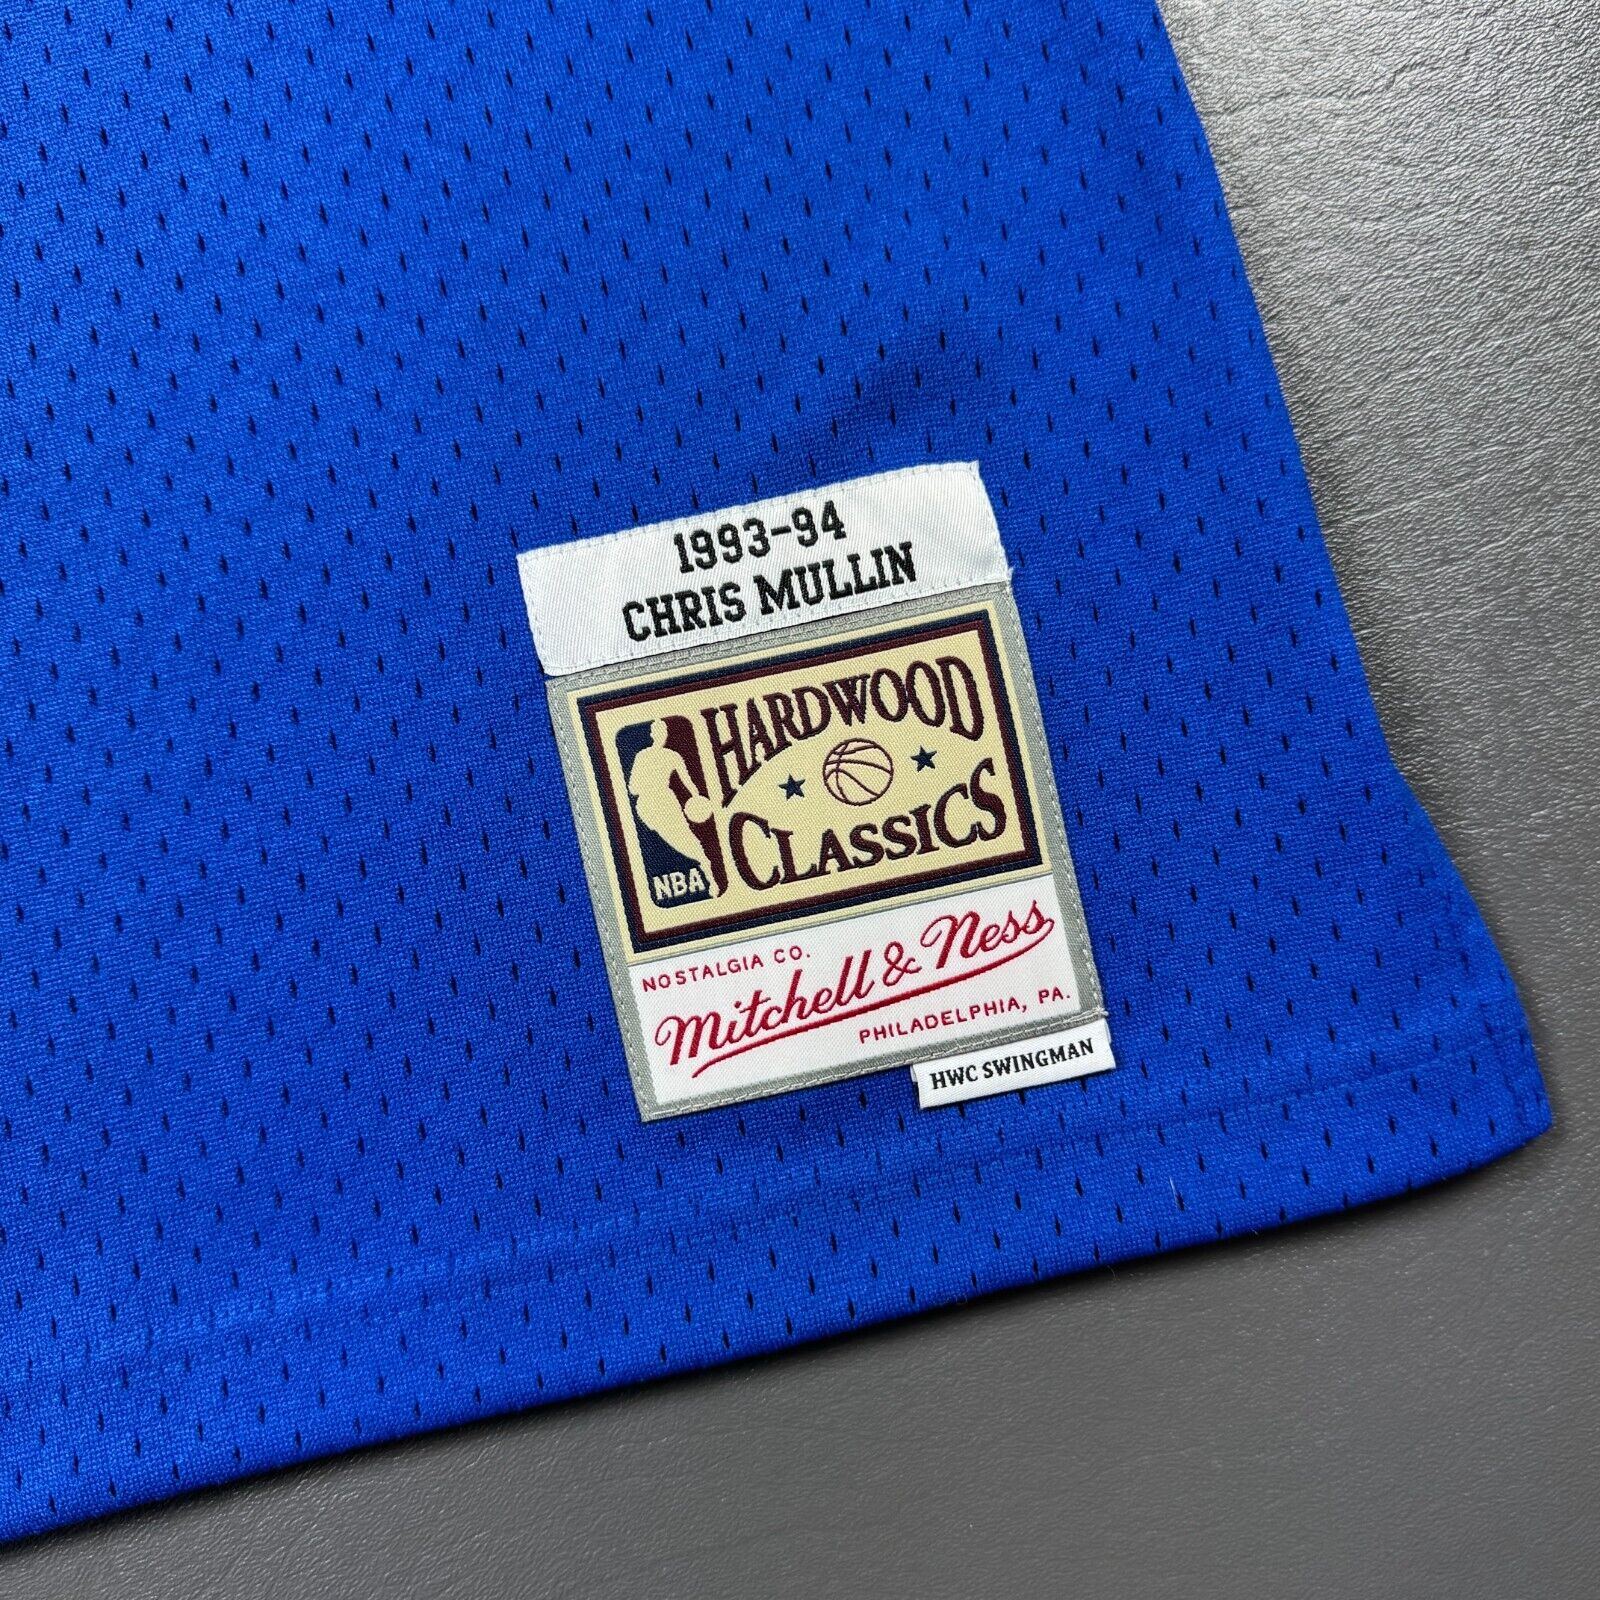 1993-94
CHRIS MULLIN
HARDWOOD
CLASSICS
NBA
NOSTALGIA CO.
Mitchell & Ness
PHILADELPHIA, PA.
HWC SWINGMAN